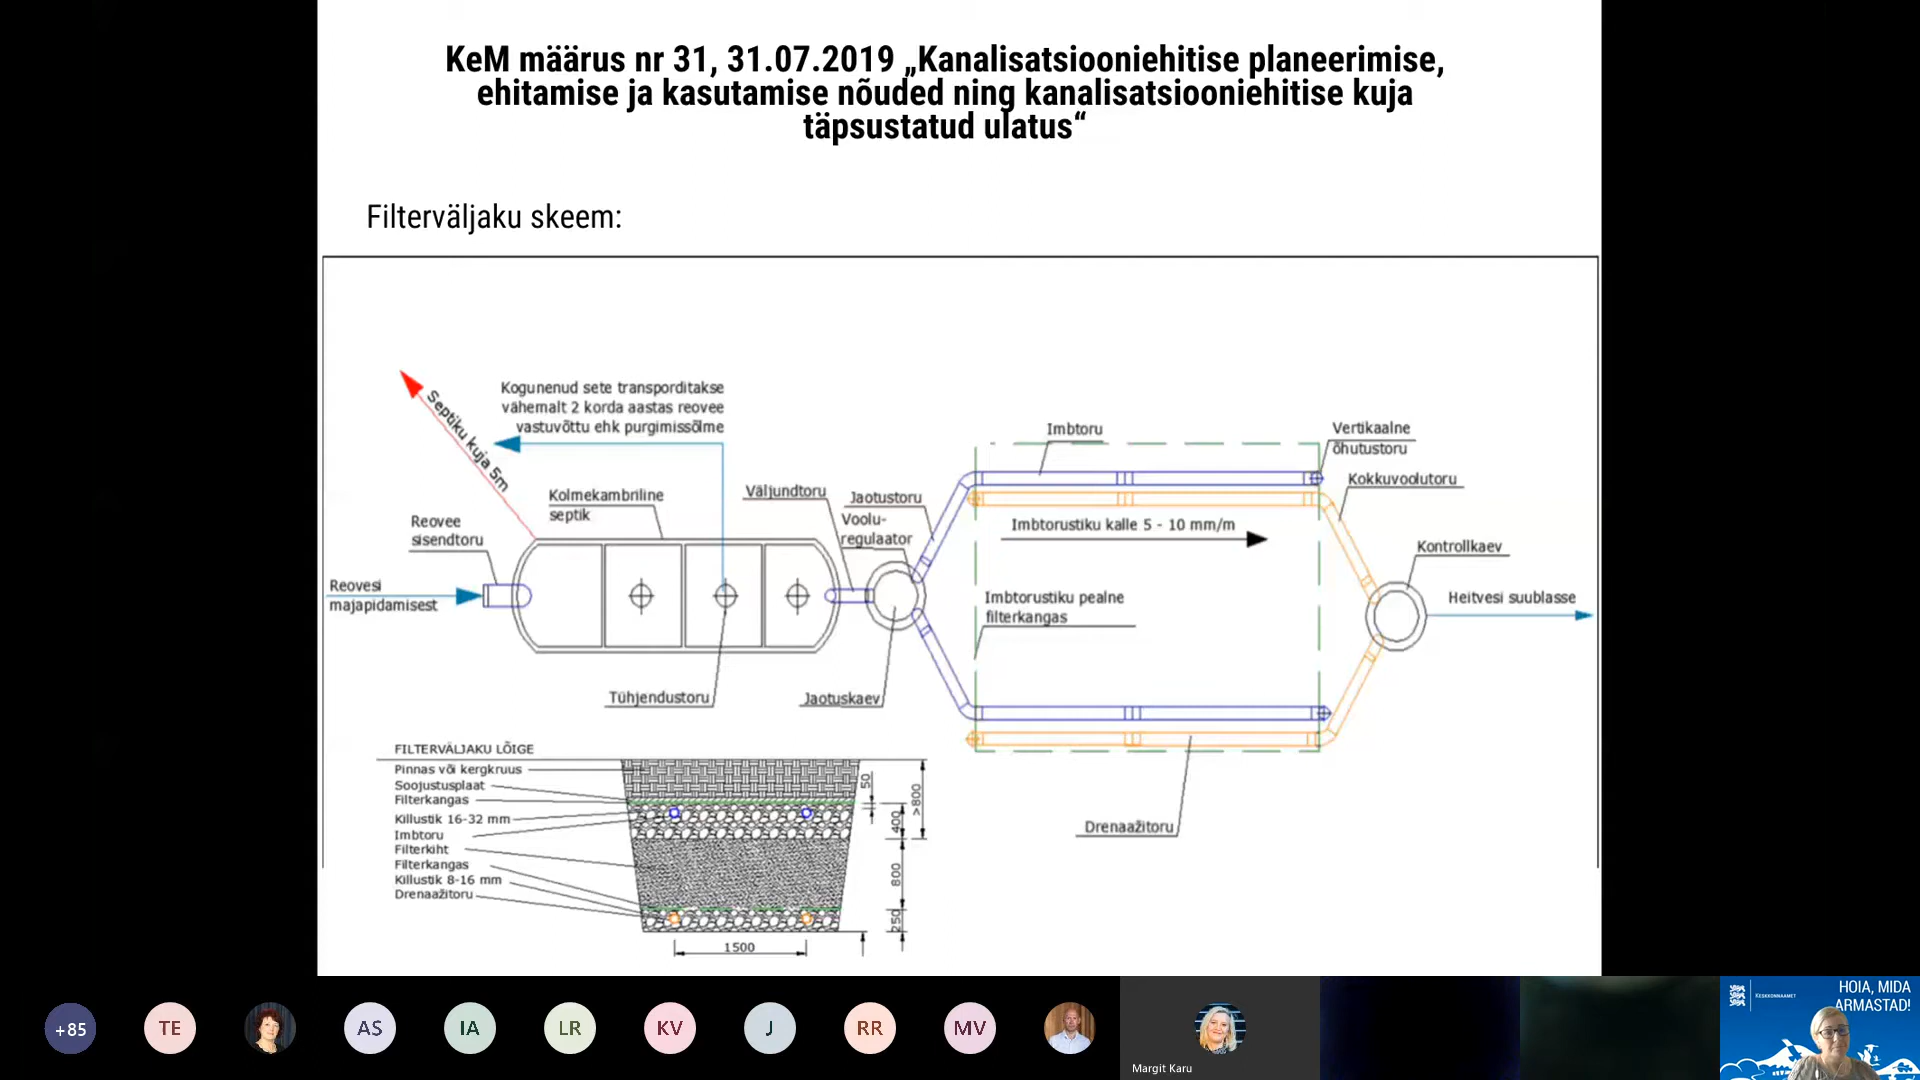 KeM määrus nr 31, 31.07.2019 „Kanalisatsiooniehitise planeerimise,
ehitamise ja kasutamise nõuded ning kanalisatsiooniehitise kuja
täpsustatud ulatus“
Filterväljaku skeem:
Septiku kuja 5m
Kogunenud sete transporditakse
vähemalt 2 korda aastas reovee
vastuvõttu ehk purgimissõlme
Reovee
sisendtoru
Reovesi
majapidamisest
Kolmekambriline
septik
Väljundtoru
Jaotustoru
Voolu-
regulaator
Imbtoru
Vertikaalne
õhutustoru
Kokkuvoolutoru
Imbtorustiku kalle 5 - 10 mm/m
Kontrollkaev
Imbtorustiku pealne
filterkangas
Heitvesi suublasse
Tühjendustoru
Jaotuskaev
Drenaažitoru
FILTERVÄLJAKU LÕIGE
Pinnas või kergkruus
Soojustusplaat
Filterkangas
Killustik 16-32 mm
Imbtoru
Filterkiht
Filterkangas
Killustik 8-16 mm
Drenaažitoru
50
>800
400
800
250
1500
+85
TE
AS
IA
LR
KV
J
RR
MV
Margit Karu
KESKKONNAAMET
HOIA, MIDA
ARMASTAD!